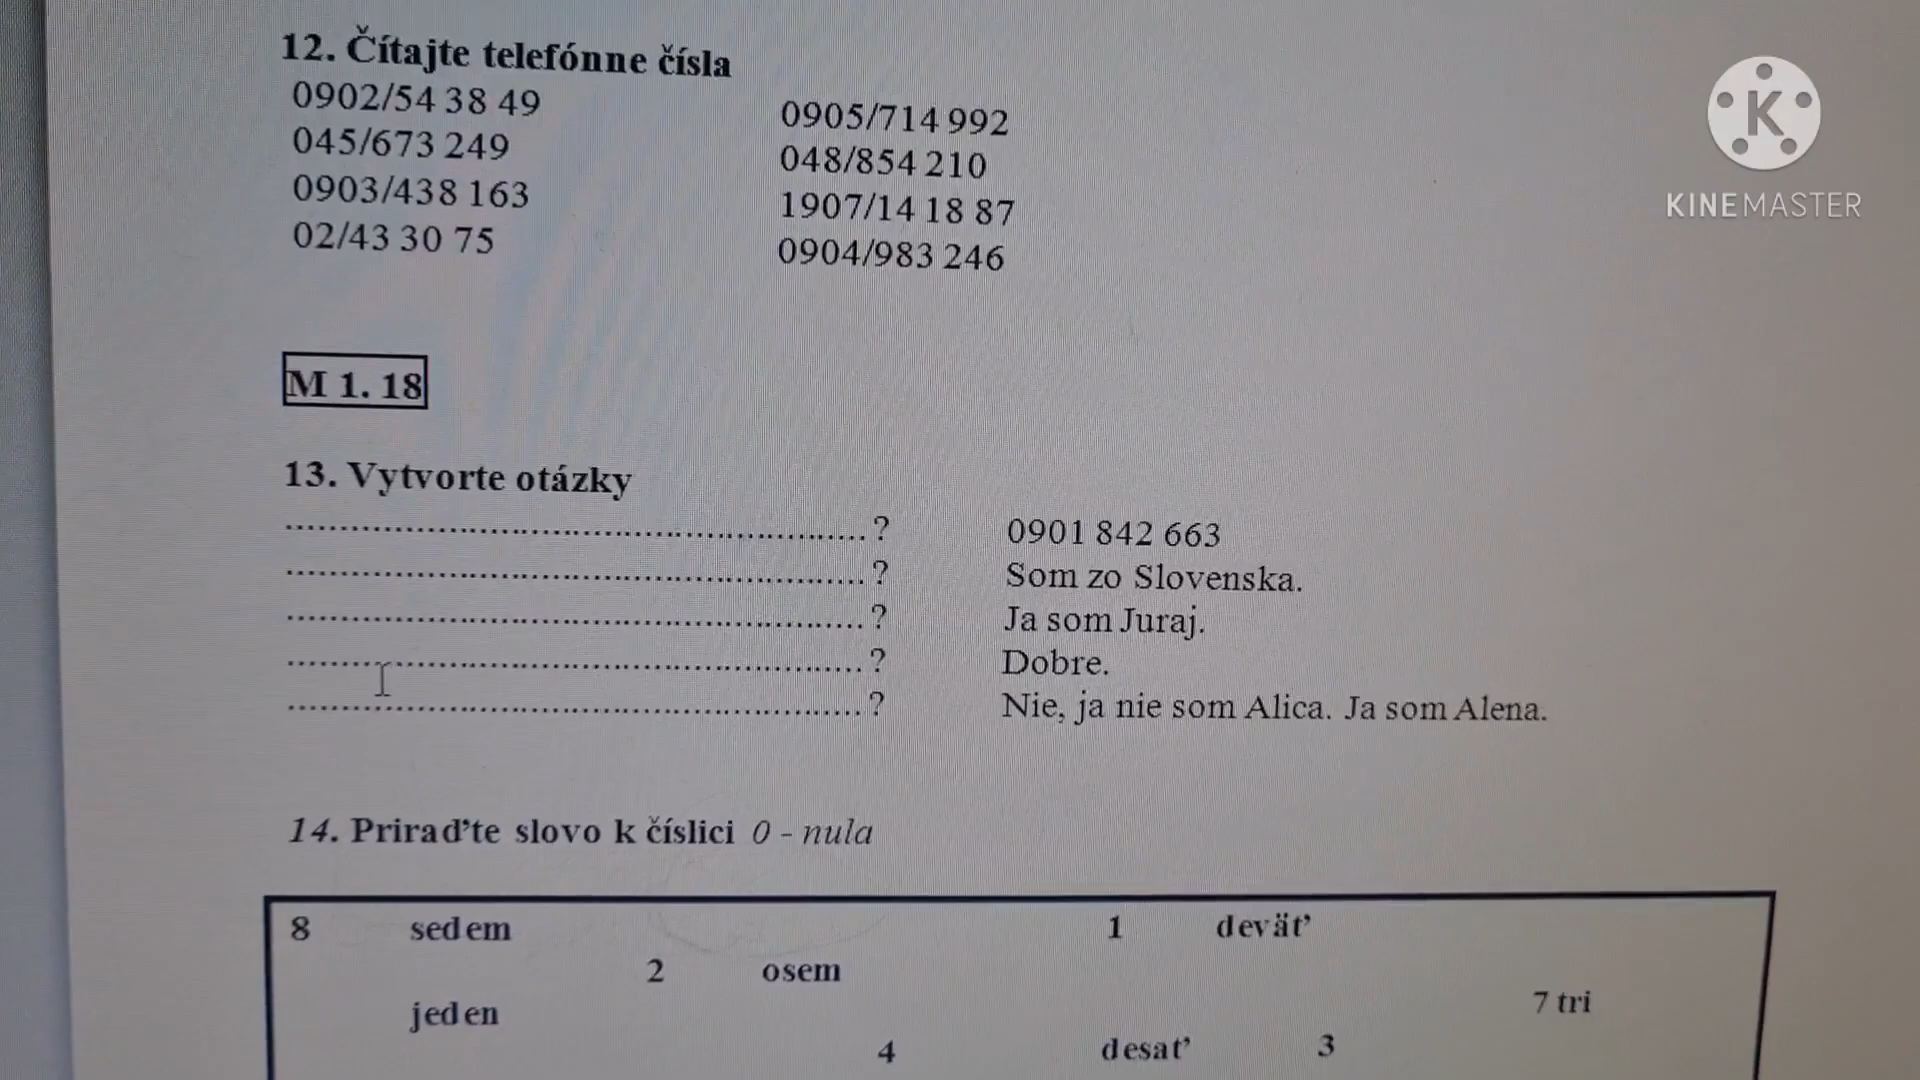 12. Čítajte telefónne čísla
0902/54 38 49
045/673 249
0903/438 163
02/43 30 75
0905/714 992
048/854 210
1907/14 18 87
0904/983 246
K
KINEMASTER
M 1. 18
13. Vytvorte otázky
..............................................................? 0901 842 663
..............................................................? Som zo Slovenska.
..............................................................? Ja som Juraj.
..............................................................? Dobre.
..............................................................? Nie, ja nie som Alica. Ja som Alena.
14. Priraďte slovo k číslici 0 - nula
8 sedem 1 deväť
2 osem
jeden 7 tri
4 desať 3